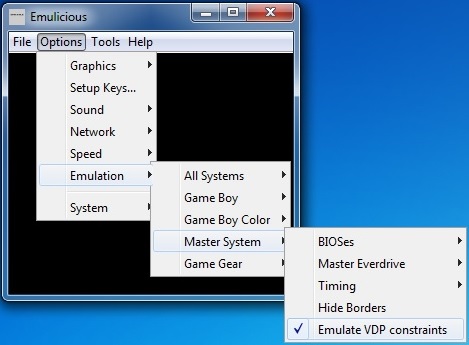 Emulicious
File Options Tools Help
Graphics
Setup Keys...
Sound
Network
Speed
Emulation
System
All Systems
Game Boy
Game Boy Color
Master System
Game Gear
BIOSes
Master Everdrive
Timing
Hide Borders
Emulate VDP constraints